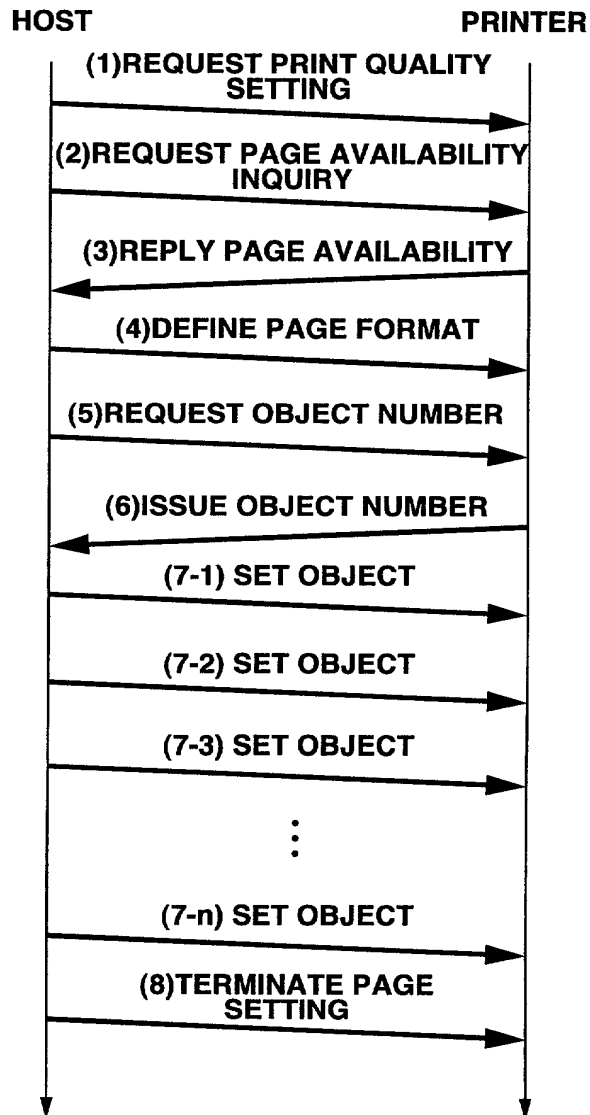 HOST PRINTER
(1)REQUEST PRINT QUALITY
SETTING
(2)REQUEST PAGE AVAILABILITY
INQUIRY
(3)REPLY PAGE AVAILABILITY
(4)DEFINE PAGE FORMAT
(5)REQUEST OBJECT NUMBER
(6)ISSUE OBJECT NUMBER
(7-1) SET OBJECT
(7-2) SET OBJECT
(7-3) SET OBJECT
(7-n) SET OBJECT
(8)TERMINATE PAGE
SETTING